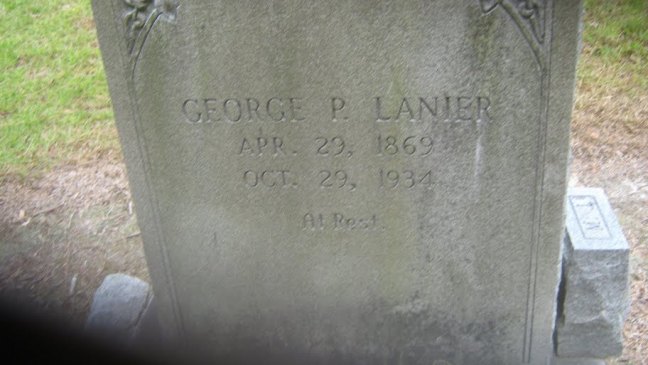 GEORGE P. LANIER
APR. 29, 1869
OCT. 29, 1934
At Rest.